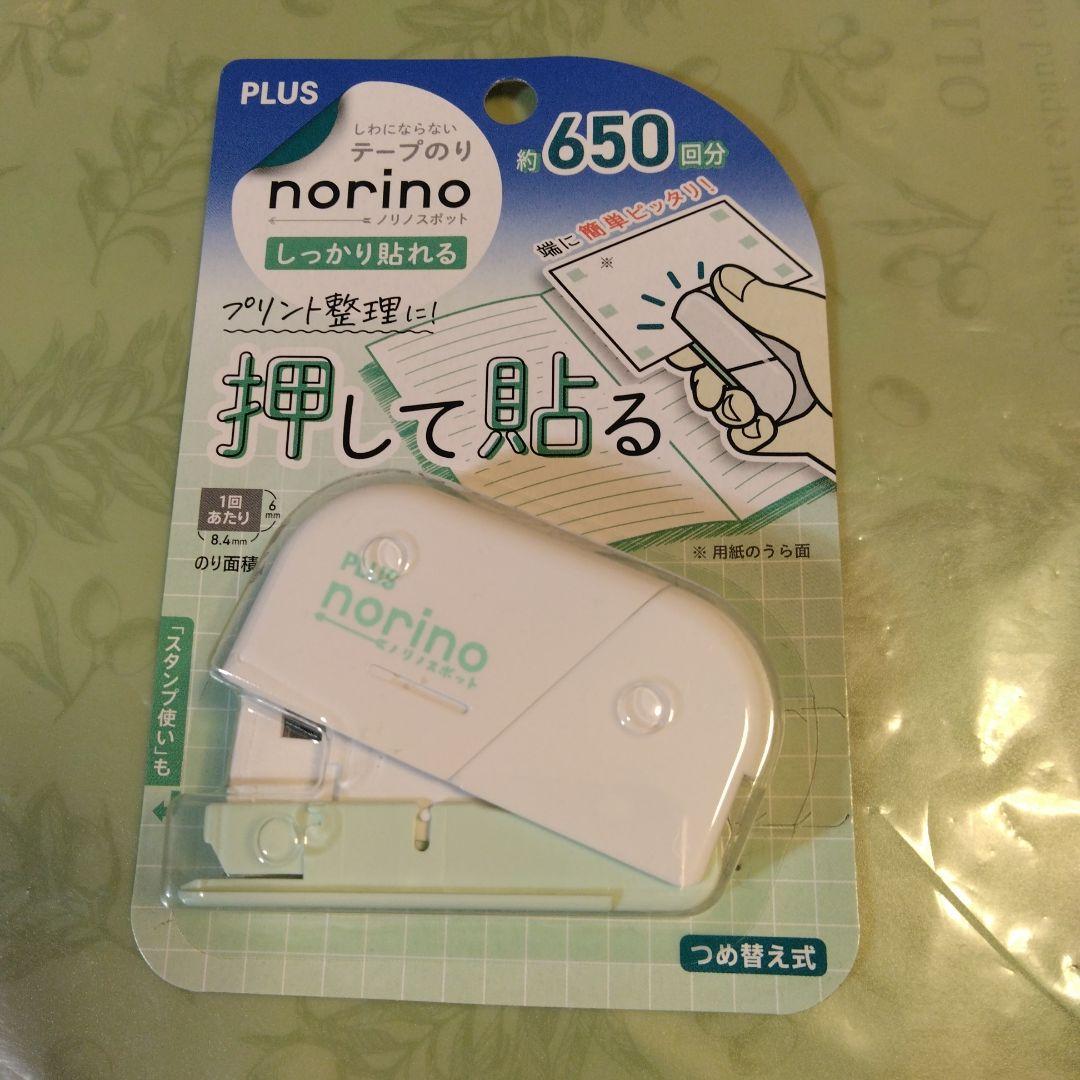 PLUS
しわにならない
テープのり
norino
ノリノスポット
しっかり貼れる
約650回分
端に簡単ピッタリ!
※
プリント整理に!
押して貼る
1回
あたり
6
mm
8.4mm
のり面積
※ 用紙のうら面
PLUS
norino
ノリノスポット
「スタンプ使い」も
つめ替え式
OLIV